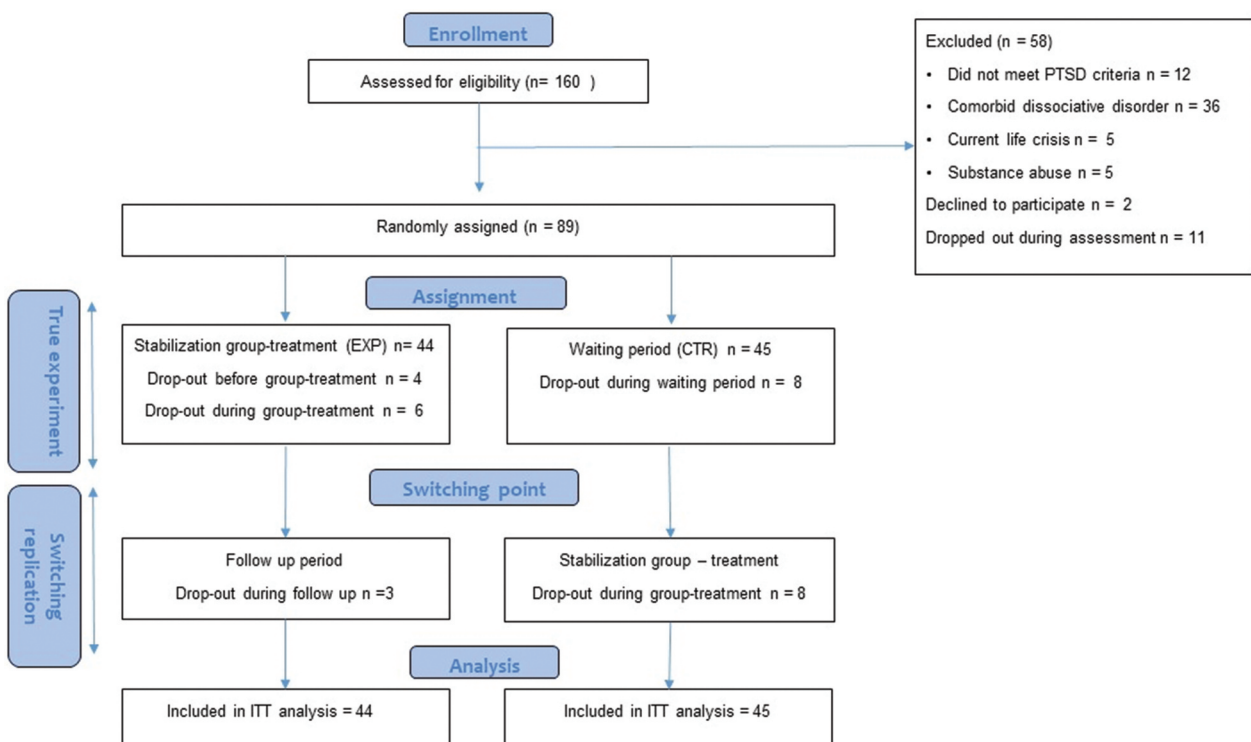 Enrollment
Assessed for eligibility (n= 160 )
Excluded (n = 58)
• Did not meet PTSD criteria n = 12
• Comorbid dissociative disorder n = 36
• Current life crisis n = 5
• Substance abuse n = 5
Declined to participate n = 2
Dropped out during assessment n = 11
Randomly assigned (n = 89)
Assignment
True experiment
Stabilization group-treatment (EXP) n= 44
Drop-out before group-treatment n = 4
Drop-out during group-treatment n = 6
Waiting period (CTR) n = 45
Drop-out during waiting period n = 8
Switching point
Switching
replication
Follow up period
Drop-out during follow up n =3
Stabilization group – treatment
Drop-out during group-treatment n = 8
Analysis
Included in ITT analysis = 44
Included in ITT analysis = 45